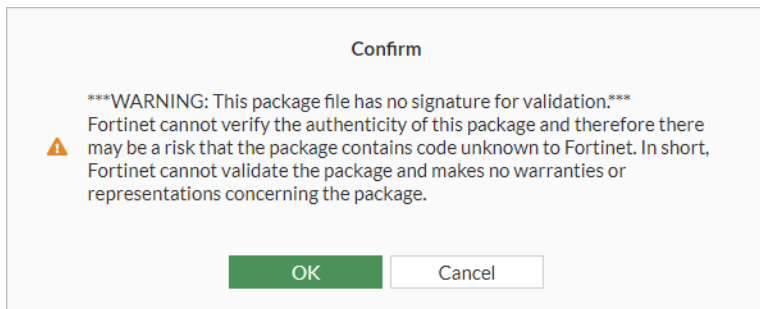 Confirm
***WARNING: This package file has no signature for validation.***
Fortinet cannot verify the authenticity of this package and therefore there
may be a risk that the package contains code unknown to Fortinet. In short,
Fortinet cannot validate the package and makes no warranties or
representations concerning the package.
OK
Cancel